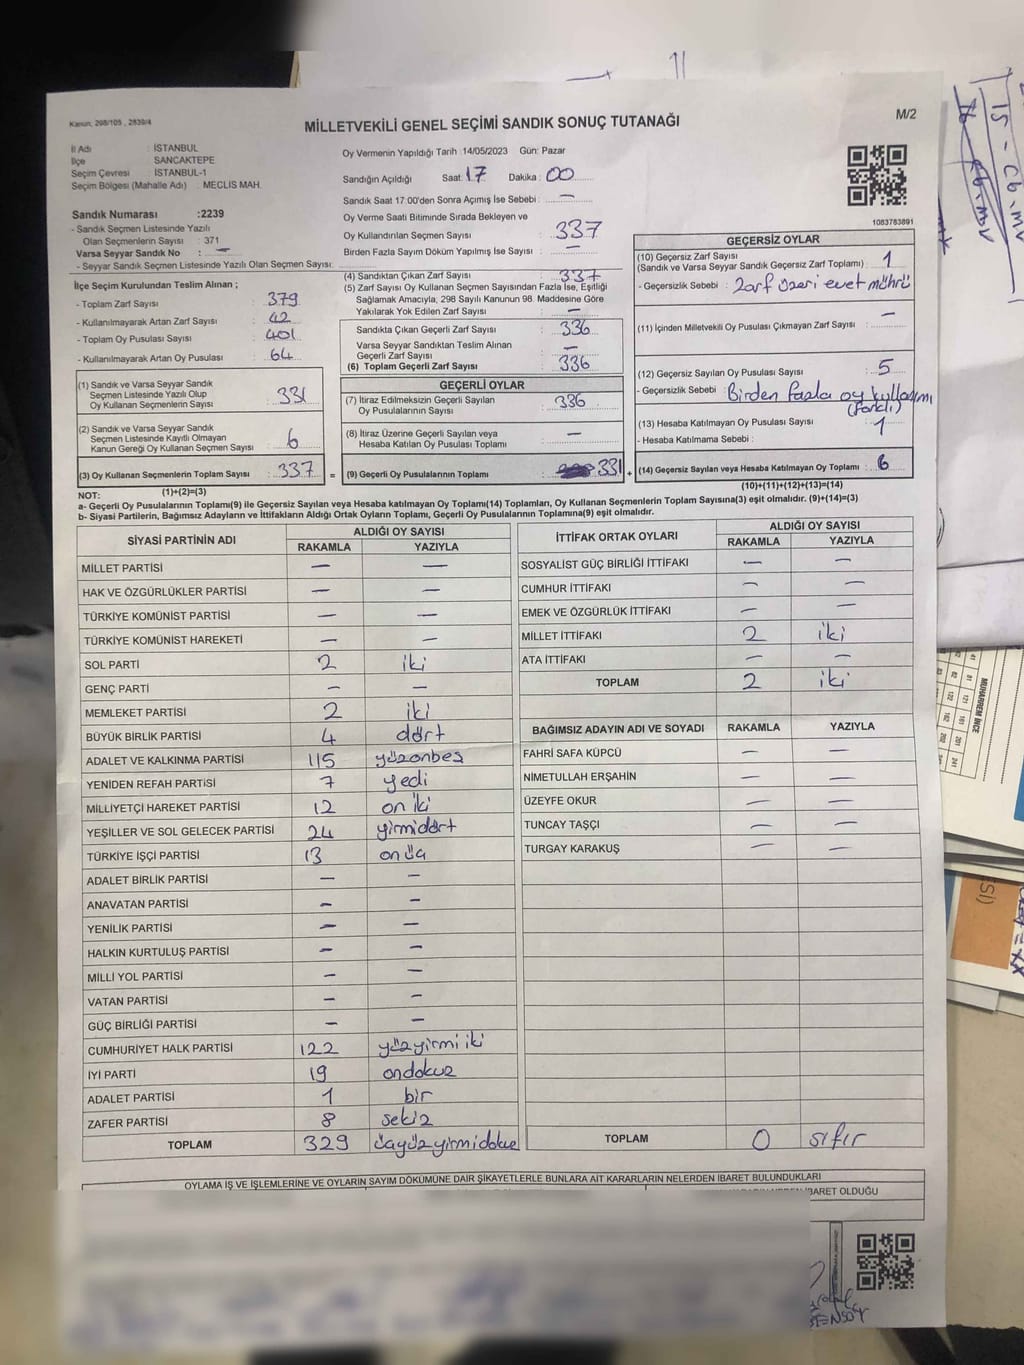 Kanun, 298/105 , 2839/4
MİLLETVEKİLİ GENEL SEÇİMİ SANDIK SONUÇ TUTANAĞI
M/2
İl Adı : İSTANBUL
İlçe SANCAKTEPE
Seçim Çevresi : İSTANBUL-1
Seçim Bölgesi (Mahalle Adı) : MECLİS MAH.
Oy Vermenin Yapıldığı Tarih :14/05/2023 Gün: Pazar
Sandığın Açıldığı Saat: 17 Dakika : 00
Sandık Saat 17:00'den Sonra Açımış İse Sebebi : —
Oy Verme Saati Bitiminde Sırada Bekleyen ve
Oy Kullandırılan Seçmen Sayısı : 337
Birden Fazla Sayım Döküm Yapılmış İse Sayısı : —
1083783891
Sandık Numarası :2239
- Sandık Seçmen Listesinde Yazılı
Olan Seçmenlerin Sayısı : 371
Varsa Seyyar Sandık No : —
- Seyyar Sandık Seçmen Listesinde Yazılı Olan Seçmen Sayısı:
İlçe Seçim Kurulundan Teslim Alınan ;
- Toplam Zarf Sayısı : 379
- Kullanılmayarak Artan Zarf Sayısı : 42
- Toplam Oy Pusulası Sayısı : 401
- Kullanılmayarak Artan Oy Pusulası : 64
(1) Sandık ve Varsa Seyyar Sandık
Seçmen Listesinde Yazılı Olup
Oy Kullanan Seçmenlerin Sayısı : 331
(2) Sandık ve Varsa Seyyar Sandık
Seçmen Listesinde Kayıtlı Olmayan
Kanun Gereği Oy Kullanan Seçmen Sayısı : 6
(3) Oy Kullanan Seçmenlerin Toplam Sayısı : 337 =
(1)+(2)=(3)
(4) Sandıktan Çıkan Zarf Sayısı : 337
(5) Zarf Sayısı Oy Kullanan Seçmen Sayısından Fazla İse, Eşitliği
Sağlamak Amacıyla, 298 Sayılı Kanunun 98. Maddesine Göre
Yakılarak Yok Edilen Zarf Sayısı : —
Sandıkta Çıkan Geçerli Zarf Sayısı : 336
Varsa Seyyar Sandıktan Teslim Alınan
Geçerli Zarf Sayısı : —
(6) Toplam Geçerli Zarf Sayısı : 336
GEÇERLİ OYLAR
(7) İtiraz Edilmeksizin Geçerli Sayılan
Oy Pusulalarının Sayısı : 336
(8) İtiraz Üzerine Geçerli Sayılan veya
Hesaba Katılan Oy Pusulası Toplamı : —
(9) Geçerli Oy Pusulalarının Toplamı : 331 +
GEÇERSİZ OYLAR
(10) Geçersiz Zarf Sayısı : 1
(Sandık ve Varsa Seyyar Sandık Geçersiz Zarf Toplamı)
- Geçersizlik Sebebi : Zarf üzeri evet mührü
(11) İçinden Milletvekili Oy Pusulası Çıkmayan Zarf Sayısı : —
(12) Geçersiz Sayılan Oy Pusulası Sayısı : 5
- Geçersizlik Sebebi : Birden fazla oy kullanımı
(farklı)
(13) Hesaba Katılmayan Oy Pusulası Sayısı : 1
- Hesaba Katılmama Sebebi :
(14) Geçersiz Sayılan veya Hesaba Katılmayan Oy Toplamı : 6
(10)+(11)+(12)+(13)=(14)
NOT:
a- Geçerli Oy Pusulalarının Toplamı(9) ile Geçersiz Sayılan veya Hesaba katılmayan Oy Toplamı(14) Toplamları, Oy Kullanan Seçmenlerin Toplam Sayısına(3) eşit olmalıdır. (9)+(14)=(3)
b- Siyasi Partilerin, Bağımsız Adayların ve İttifakların Aldığı Ortak Oyların Toplamı, Geçerli Oy Pusulalarının Toplamına(9) eşit olmalıdır.
SİYASİ PARTİNİN ADI ALDIĞI OY SAYISI
RAKAMLA YAZIYLA
MİLLET PARTİSİ — —
HAK VE ÖZGÜRLÜKLER PARTİSİ — —
TÜRKİYE KOMÜNİST PARTİSİ — —
TÜRKİYE KOMÜNİST HAREKETİ — —
SOL PARTİ 2 iki
GENÇ PARTİ — —
MEMLEKET PARTİSİ 2 iki
BÜYÜK BİRLİK PARTİSİ 4 dört
ADALET VE KALKINMA PARTİSİ 115 yüzonbeş
YENİDEN REFAH PARTİSİ 7 yedi
MİLLİYETÇİ HAREKET PARTİSİ 12 on iki
YEŞİLLER VE SOL GELECEK PARTİSİ 24 yirmidört
TÜRKİYE İŞÇİ PARTİSİ 13 onüç
ADALET BİRLİK PARTİSİ — —
ANAVATAN PARTİSİ — —
YENİLİK PARTİSİ — —
HALKIN KURTULUŞ PARTİSİ — —
MİLLİ YOL PARTİSİ — —
VATAN PARTİSİ — —
GÜÇ BİRLİĞİ PARTİSİ — —
CUMHURİYET HALK PARTİSİ 122 yüzyirmi iki
İYİ PARTİ 19 ondokuz
ADALET PARTİSİ 1 bir
ZAFER PARTİSİ 8 sekiz
TOPLAM 329 üçyüzyirmidokuz
İTTİFAK ORTAK OYLARI ALDIĞI OY SAYISI
RAKAMLA YAZIYLA
SOSYALİST GÜÇ BİRLİĞİ İTTİFAKI — —
CUMHUR İTTİFAKI — —
EMEK VE ÖZGÜRLÜK İTTİFAKI — —
MİLLET İTTİFAKI 2 iki
ATA İTTİFAKI — —
TOPLAM 2 iki
BAĞIMSIZ ADAYIN ADI VE SOYADI RAKAMLA YAZIYLA
FAHRİ SAFA KÜPCÜ — —
NİMETULLAH ERŞAHİN — —
ÜZEYFE OKUR — —
TUNCAY TAŞÇI — —
TURGAY KARAKUŞ — —
TOPLAM 0 sıfır
OYLAMA İŞ VE İŞLEMLERİNE VE OYLARIN SAYIM DÖKÜMÜNE DAİR ŞİKAYETLERLE BUNLARA AİT KARARLARIN NELERDEN İBARET BULUNDUKLARI
BARET OLDUĞU
MUHARREM İNCE